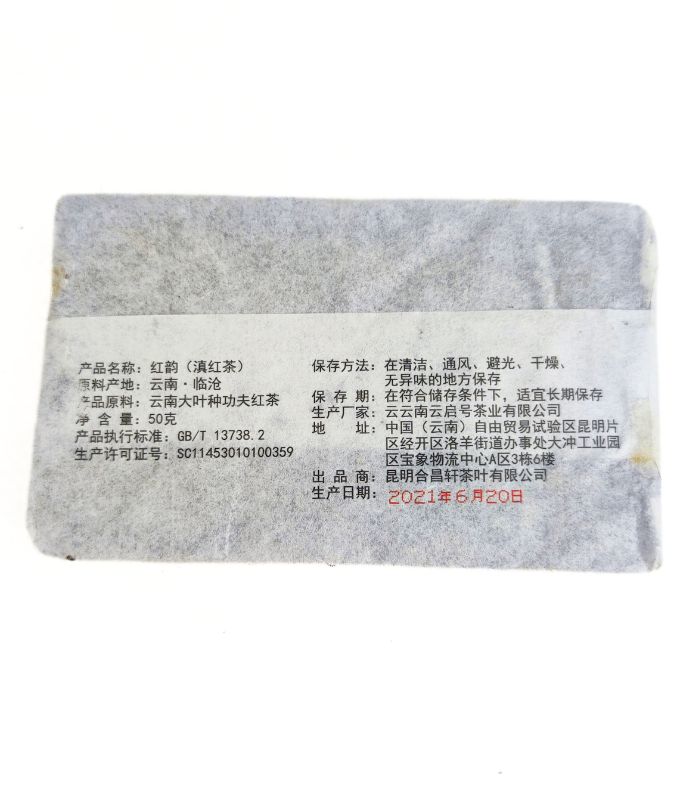 产品名称：红韵（滇红茶）
原料产地：云南·临沧
产品原料：云南大叶种功夫红茶
净 含 量：50克
产品执行标准：GB/T 13738.2
生产许可证号：SC11453010100359
保存方法：在清洁、通风、避光、干燥、
无异味的地方保存
保 存 期：在符合储存条件下，适宜长期保存
生产厂家：云云南云启号茶业有限公司
地 址：中国（云南）自由贸易试验区昆明片
区经开区洛羊街道办事处大冲工业园
区宝象物流中心A区3栋6楼
出 品 商：昆明合昌轩茶叶有限公司
生产日期：2021年6月20日